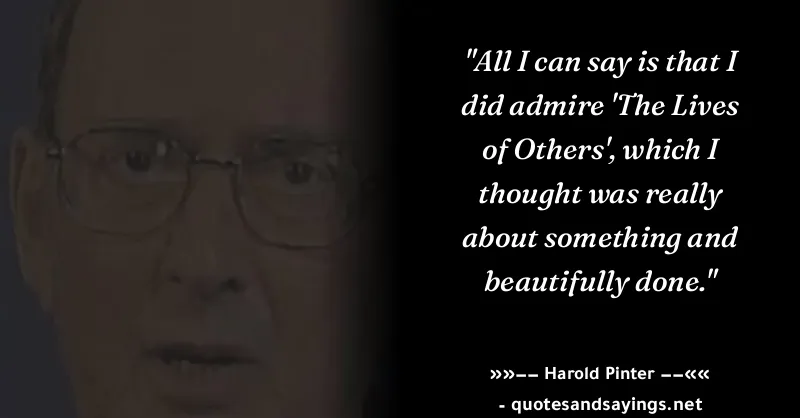 "All I can say is that I
did admire 'The Lives
of Others', which I
thought was really
about something and
beautifully done."
»»−− Harold Pinter −−««
- quotesandsayings.net